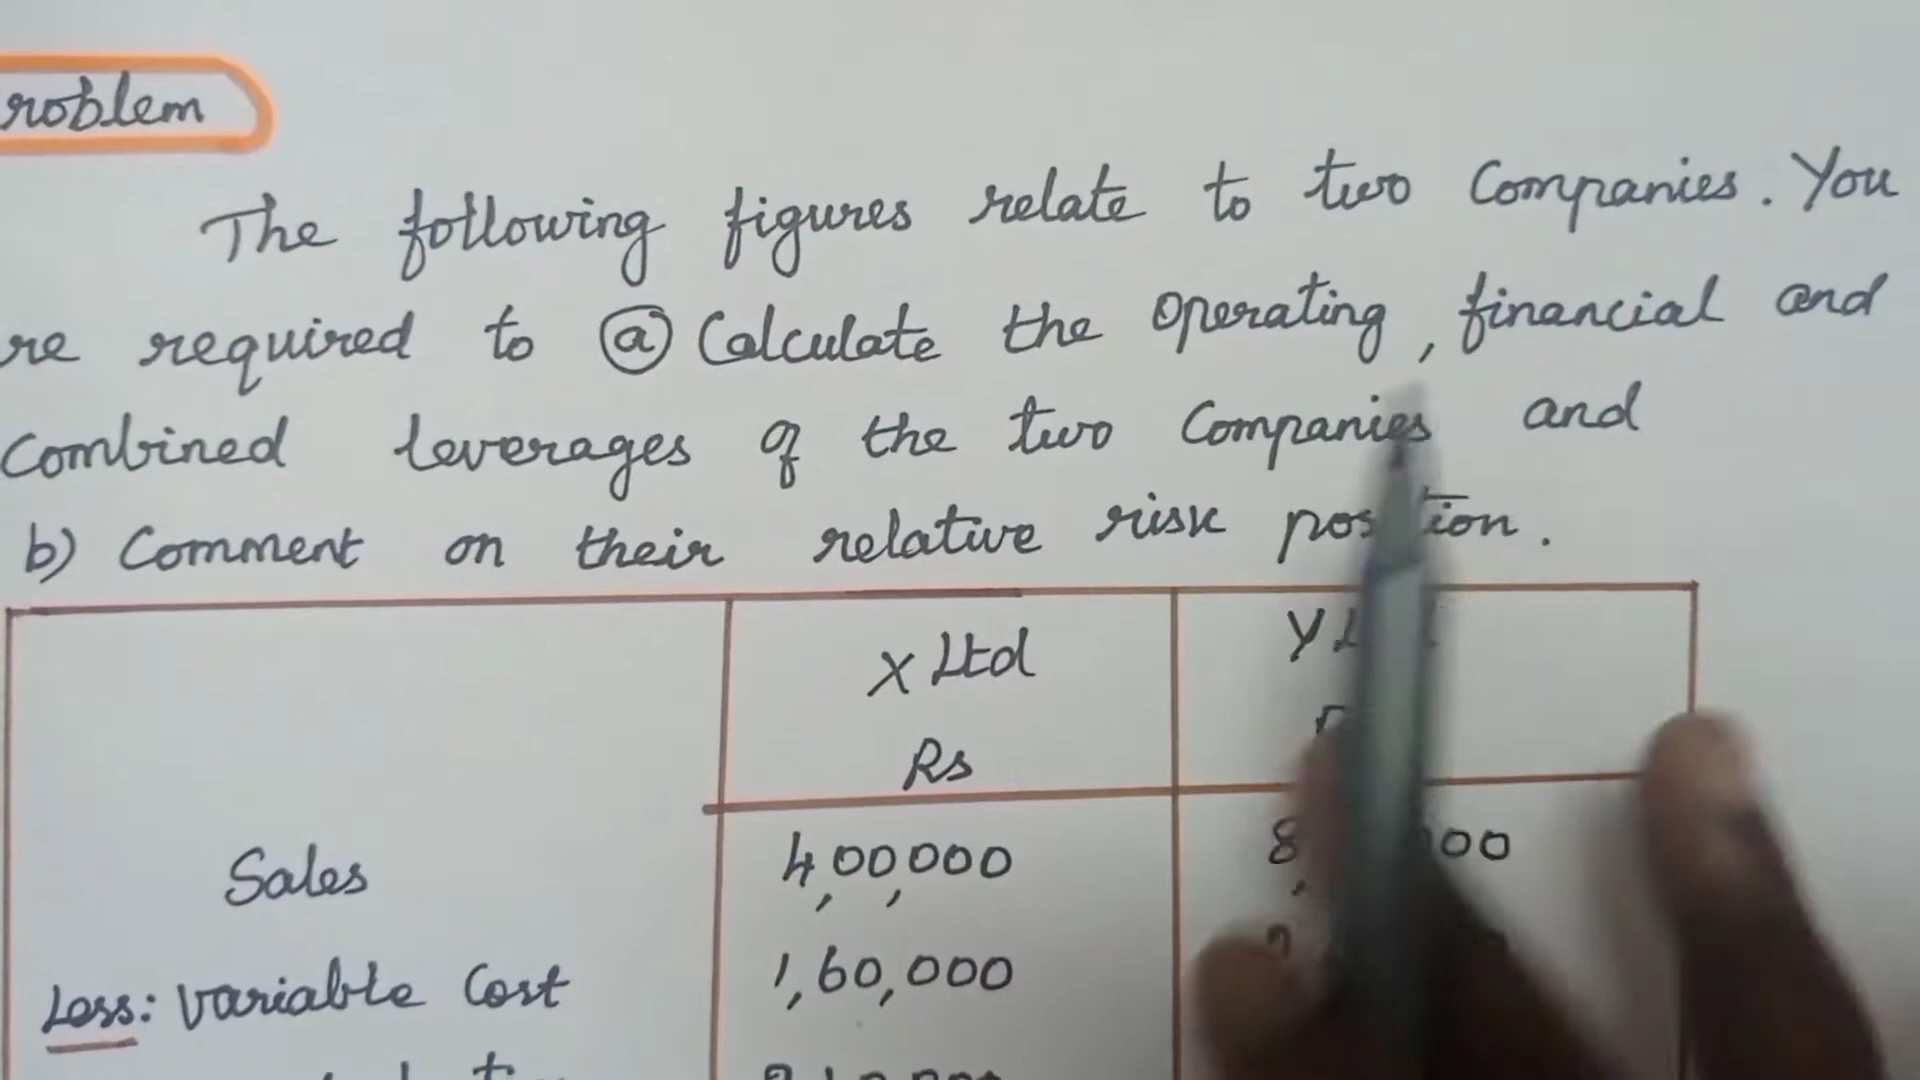 roblem
The following figures relate to two Companies. You
re required to a Calculate the Operating, financial and
Combined leverages of the two Companies and
b) Comment on their relative risk position.
X Ltd
Rs
Sales 4,00,000
Less: Variable Cost 1,60,000